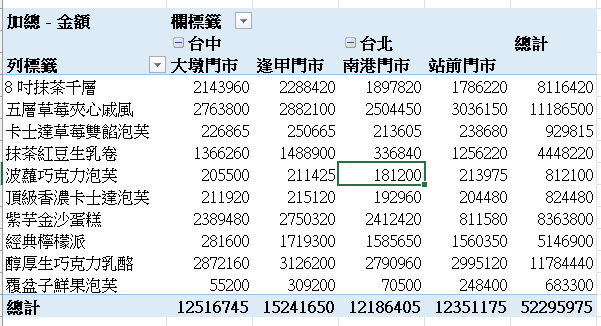 加總 - 金額 欄標籤
台中 台北 總計
列標籤 大墩門市 逢甲門市 南港門市 站前門市
8 吋抹茶千層 2143960 2288420 1897820 1786220 8116420
五層草莓夾心戚風 2763800 2882100 2504450 3036150 11186500
卡士達草莓雙餡泡芙 226865 250665 213605 238680 929815
抹茶紅豆生乳卷 1366260 1488900 336840 1256220 4448220
波蘿巧克力泡芙 205500 211425 181200 213975 812100
頂級香濃卡士達泡芙 211920 215120 192960 204480 824480
紫芋金沙蛋糕 2389480 2750320 2412420 811580 8363800
經典檸檬派 281600 1719300 1585650 1560350 5146900
醇厚生巧克力乳酪 2872160 3126200 2790960 2995120 11784440
覆盆子鮮果泡芙 55200 309200 70500 248400 683300
總計 12516745 15241650 12186405 12351175 52295975